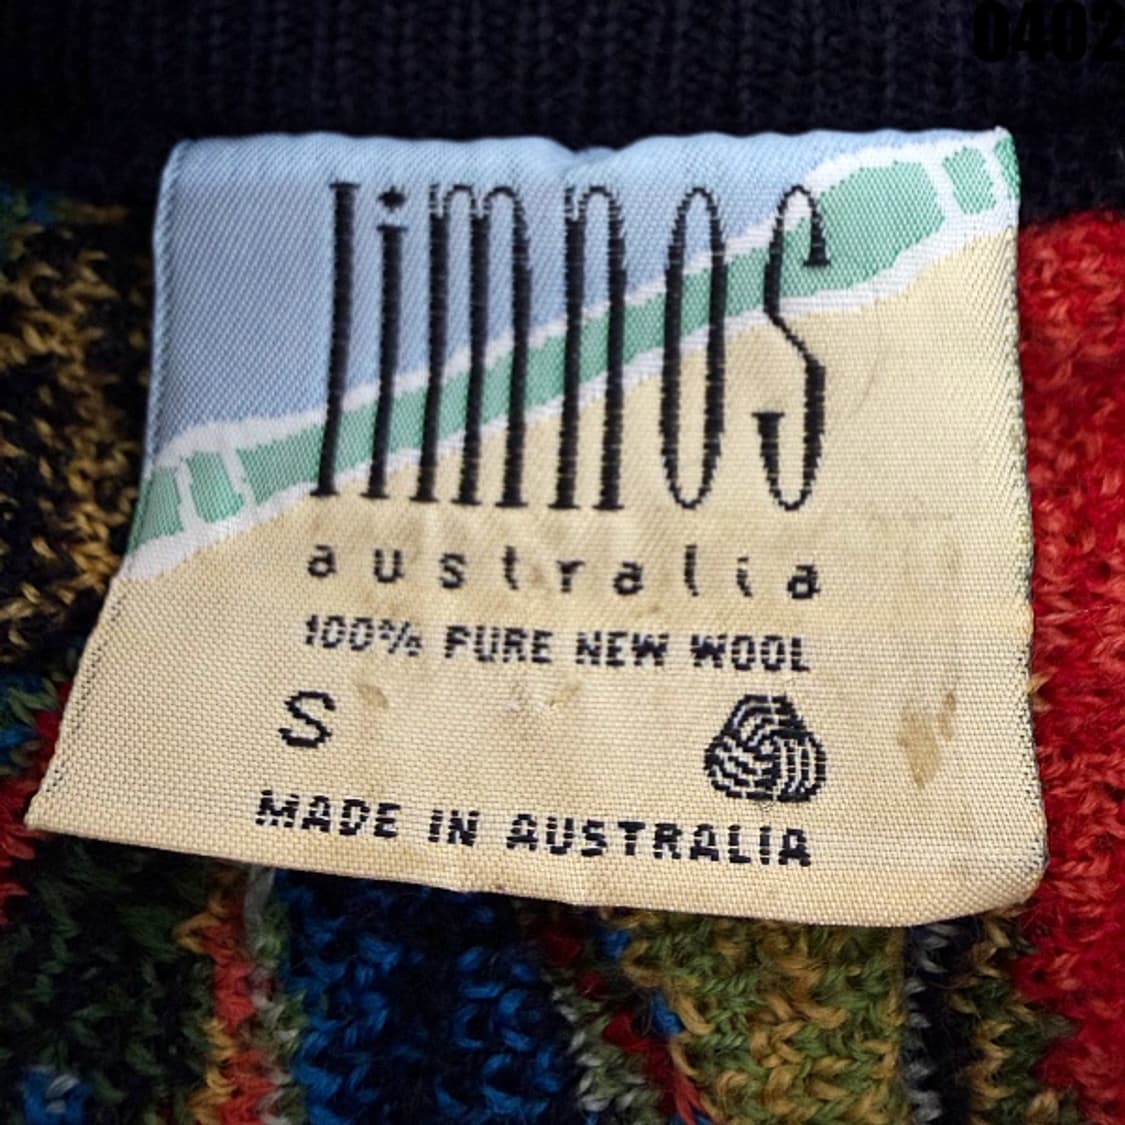 0402
limnos
australia
100% PURE NEW WOOL
S
MADE IN AUSTRALIA